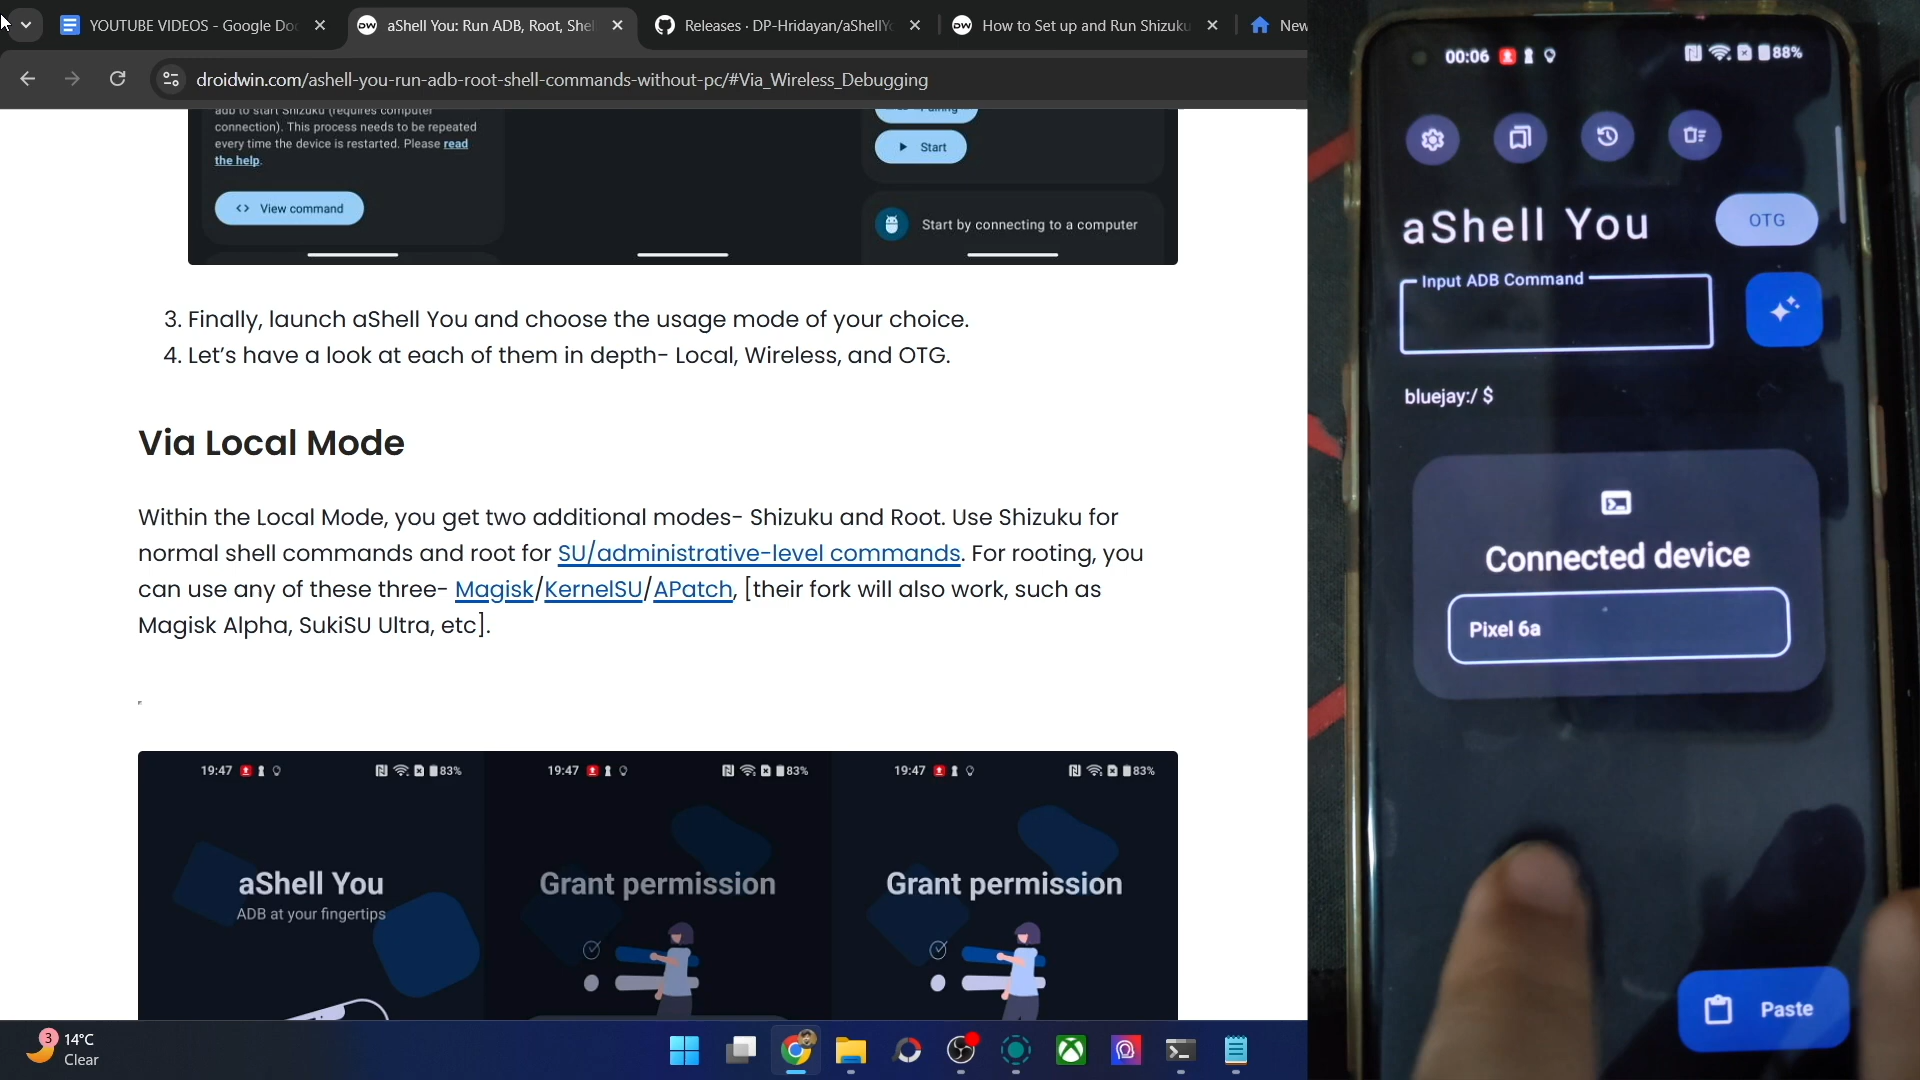 YOUTUBE VIDEOS - Google Do
aShell You: Run ADB, Root, She
Releases · DP-Hridayan/aShellY
How to Set up and Run Shizuku
New
droidwin.com/ashell-you-run-adb-root-shell-commands-without-pc/#Via_Wireless_Debugging
adb to start Shizuku (requires computer
connection). This process needs to be repeated
every time the device is restarted. Please read
the help.
View command
Pairing
Start
Start by connecting to a computer
3. Finally, launch aShell You and choose the usage mode of your choice.
4. Let's have a look at each of them in depth- Local, Wireless, and OTG.
Via Local Mode
Within the Local Mode, you get two additional modes- Shizuku and Root. Use Shizuku for
normal shell commands and root for SU/administrative-level commands. For rooting, you
can use any of these three- Magisk/KernelSU/APatch, [their fork will also work, such as
Magisk Alpha, SukiSU Ultra, etc].
19:47 83%
19:47 83%
19:47 83%
aShell You
ADB at your fingertips
Grant permission
Grant permission
3
14°C
Clear
00:06 88%
aShell You
OTG
Input ADB Command
bluejay:/ $
Connected device
Pixel 6a
Paste